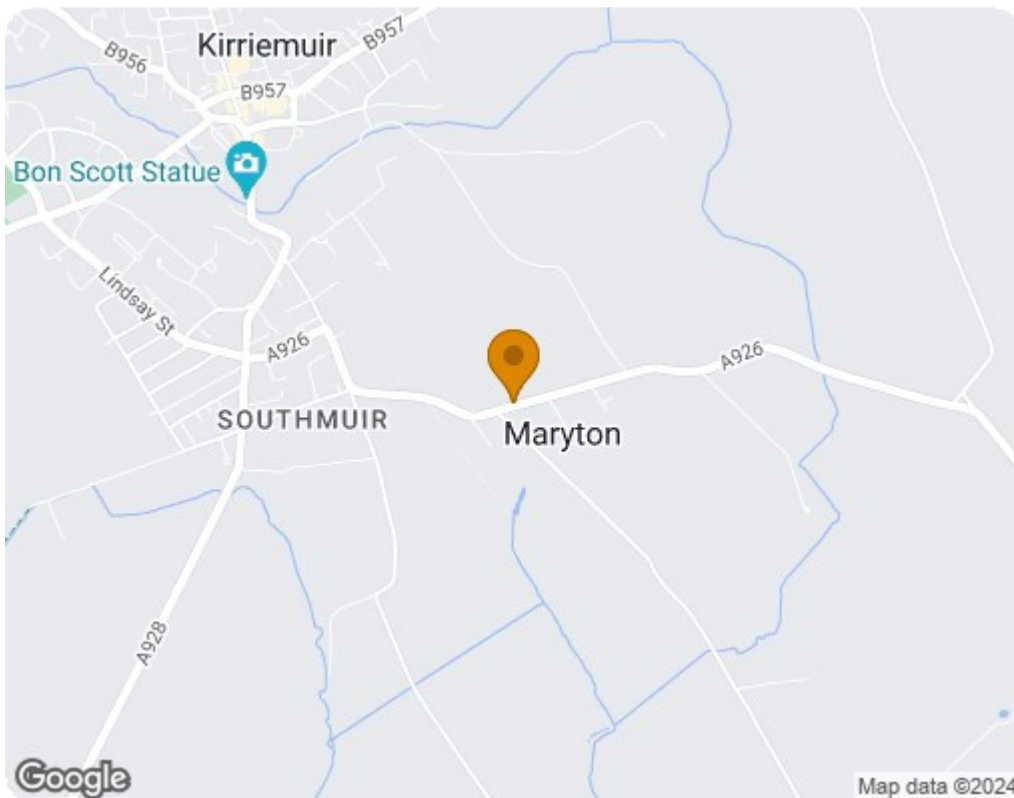 Kirriemuir
B957
B956
B957
Bon Scott Statue
Lindsay St
A926
A926
SOUTHMUIR
Maryton
A928
Google
Map data ©2024